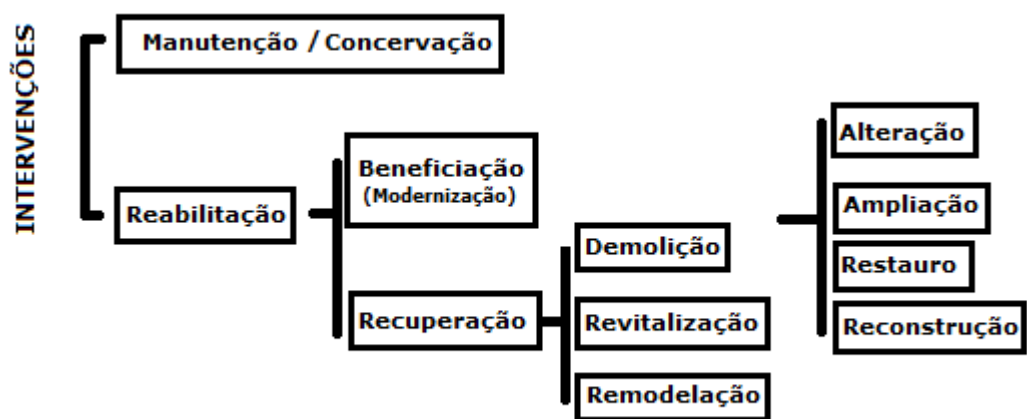 INTERVENÇÕES
Manutenção / Concervação
Reabilitação
Beneficiação
(Modernização)
Recuperação
Demolição
Revitalização
Remodelação
Alteração
Ampliação
Restauro
Reconstrução